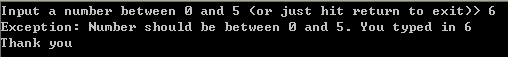 Input a number between 0 and 5 (or just hit return to exit)> 6
Exception: Number should be between 0 and 5. You typed in 6
Thank you